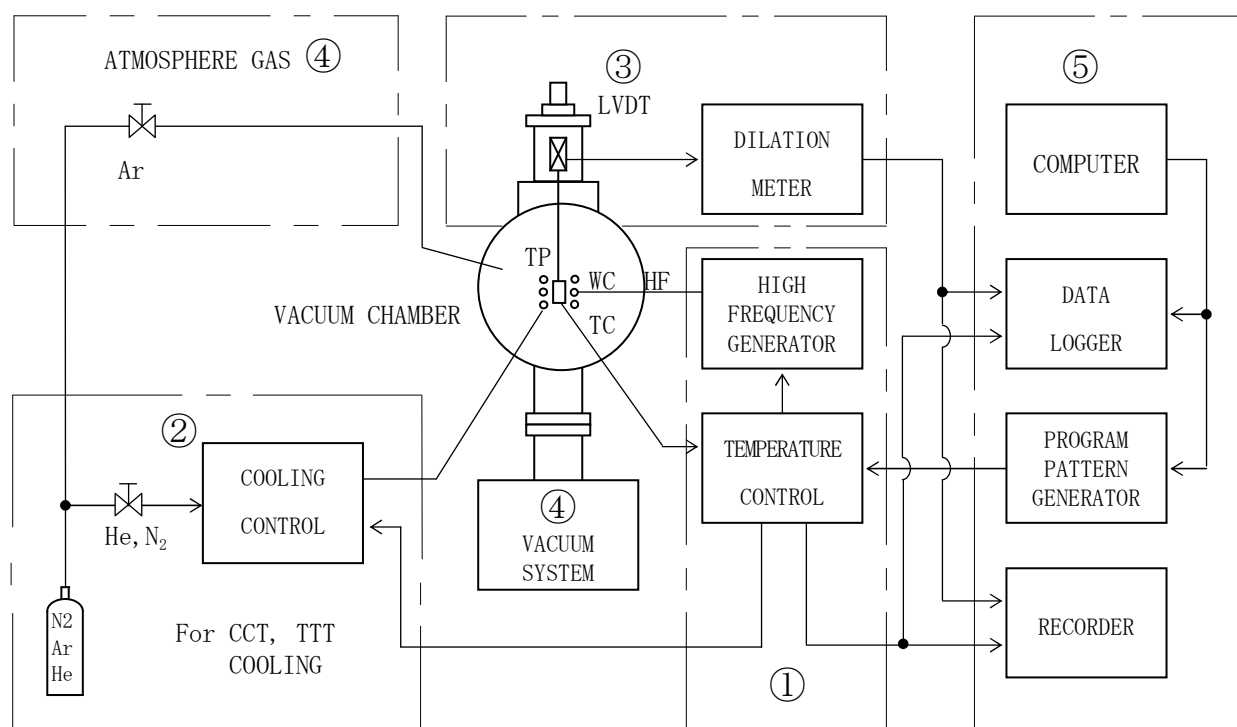 ATMOSPHERE GAS ④
Ar
③
LVDT
DILATION
METER
⑤
COMPUTER
TP
WC
HF
TC
VACUUM CHAMBER
HIGH
FREQUENCY
GENERATOR
DATA
LOGGER
②
COOLING
CONTROL
He, N₂
N2
Ar
He
For CCT, TTT
COOLING
④
VACUUM
SYSTEM
TEMPERATURE
CONTROL
①
PROGRAM
PATTERN
GENERATOR
RECORDER